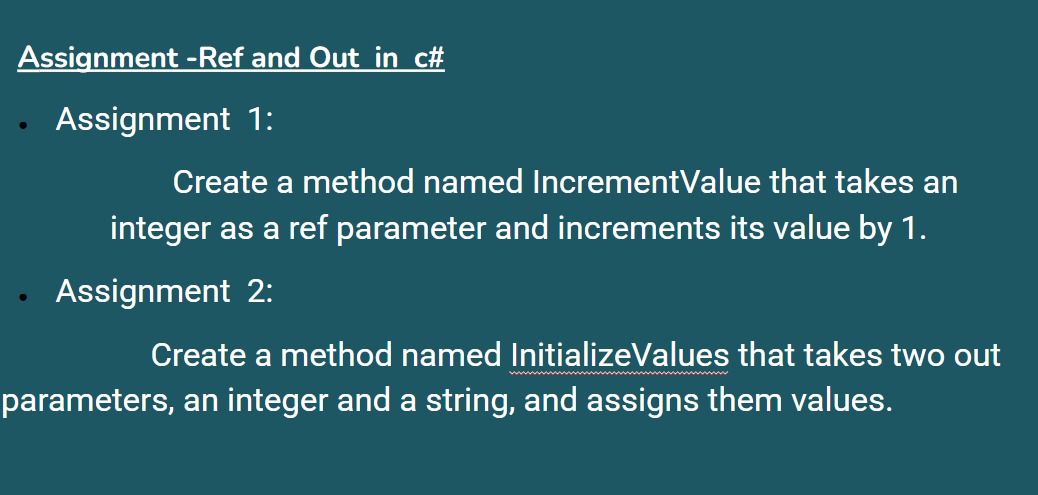 Assignment -Ref and Out in c#
• Assignment 1:
Create a method named IncrementValue that takes an
integer as a ref parameter and increments its value by 1.
• Assignment 2:
Create a method named InitializeValues that takes two out
parameters, an integer and a string, and assigns them values.